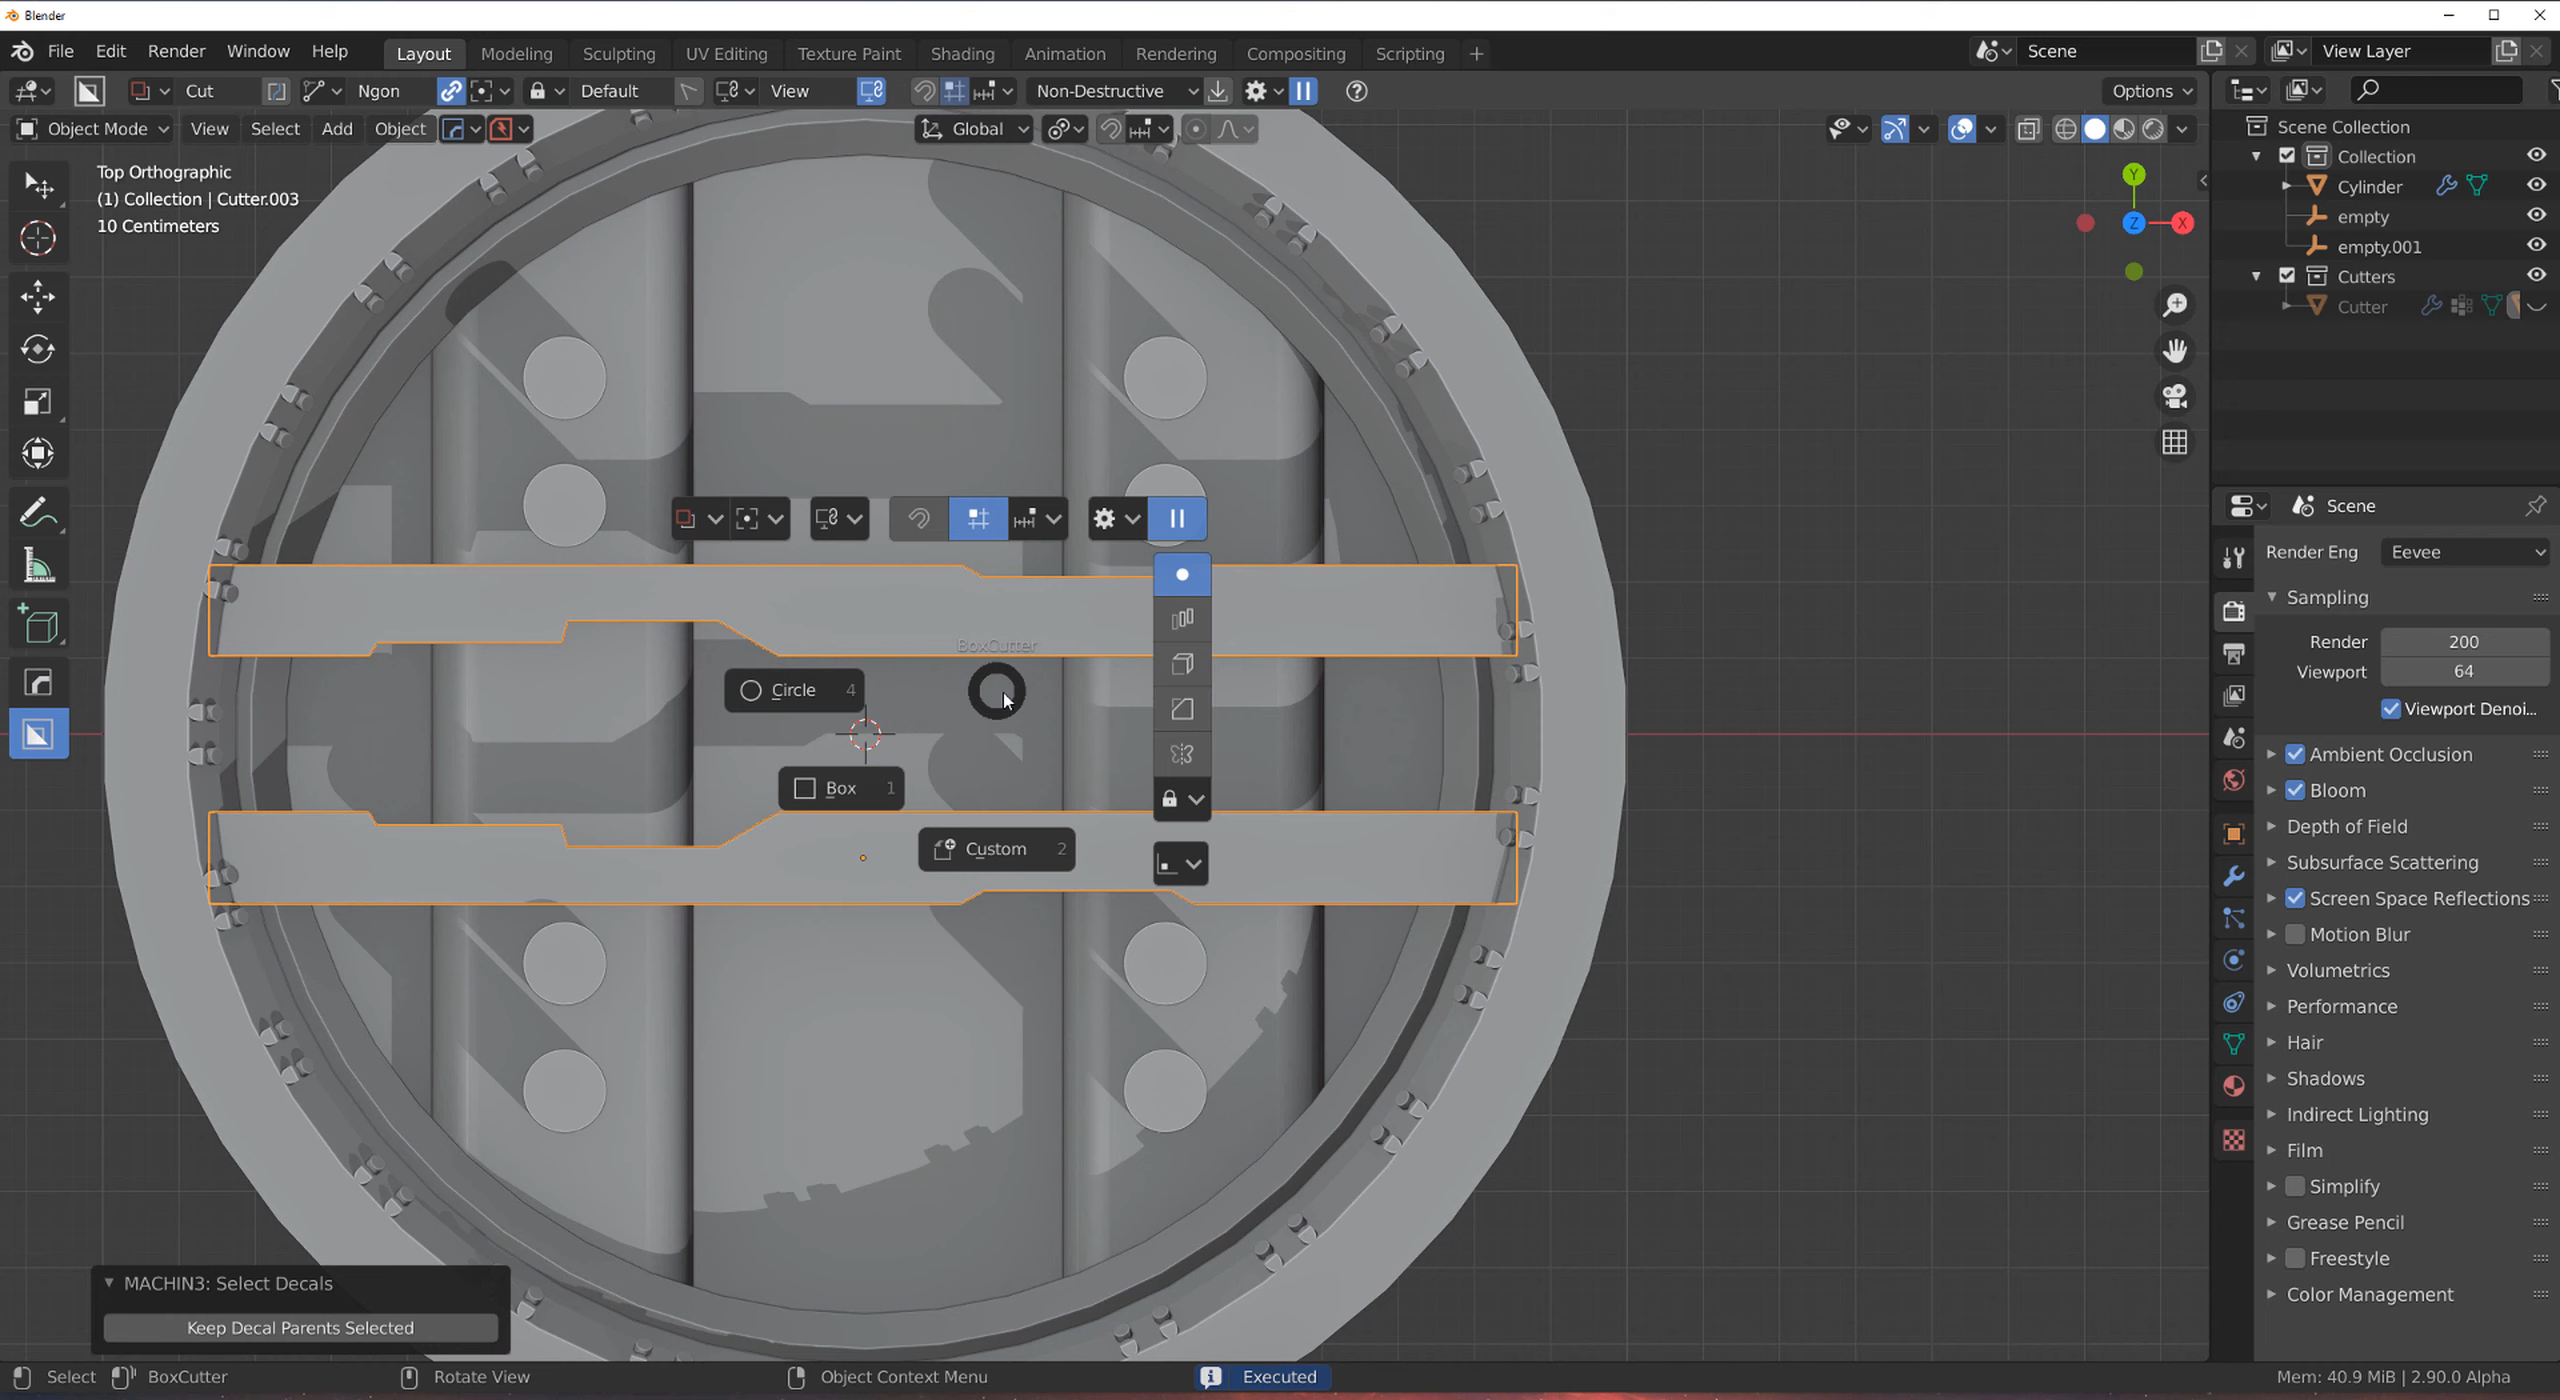 Blender
File Edit Render Window Help Layout Modeling Sculpting UV Editing Texture Paint Shading Animation Rendering Compositing Scripting + Scene View Layer
Cut Ngon Default View Non-Destructive Options
Object Mode View Select Add Object Global
Top Orthographic
(1) Collection | Cutter.003
10 Centimeters
Y
Z
X
BoxCutter
Circle 4
Box 1
Custom 2
MACHIN3: Select Decals
Keep Decal Parents Selected
Scene Collection
Collection
Cylinder
empty
empty.001
Cutters
Cutter
Scene
Render Eng Eevee
Sampling
Render 200
Viewport 64
Viewport Denoi...
Ambient Occlusion
Bloom
Depth of Field
Subsurface Scattering
Screen Space Reflections
Motion Blur
Volumetrics
Performance
Hair
Shadows
Indirect Lighting
Film
Simplify
Grease Pencil
Freestyle
Color Management
Select BoxCutter Rotate View Object Context Menu Executed Mem: 40.9 MiB | 2.90.0 Alpha